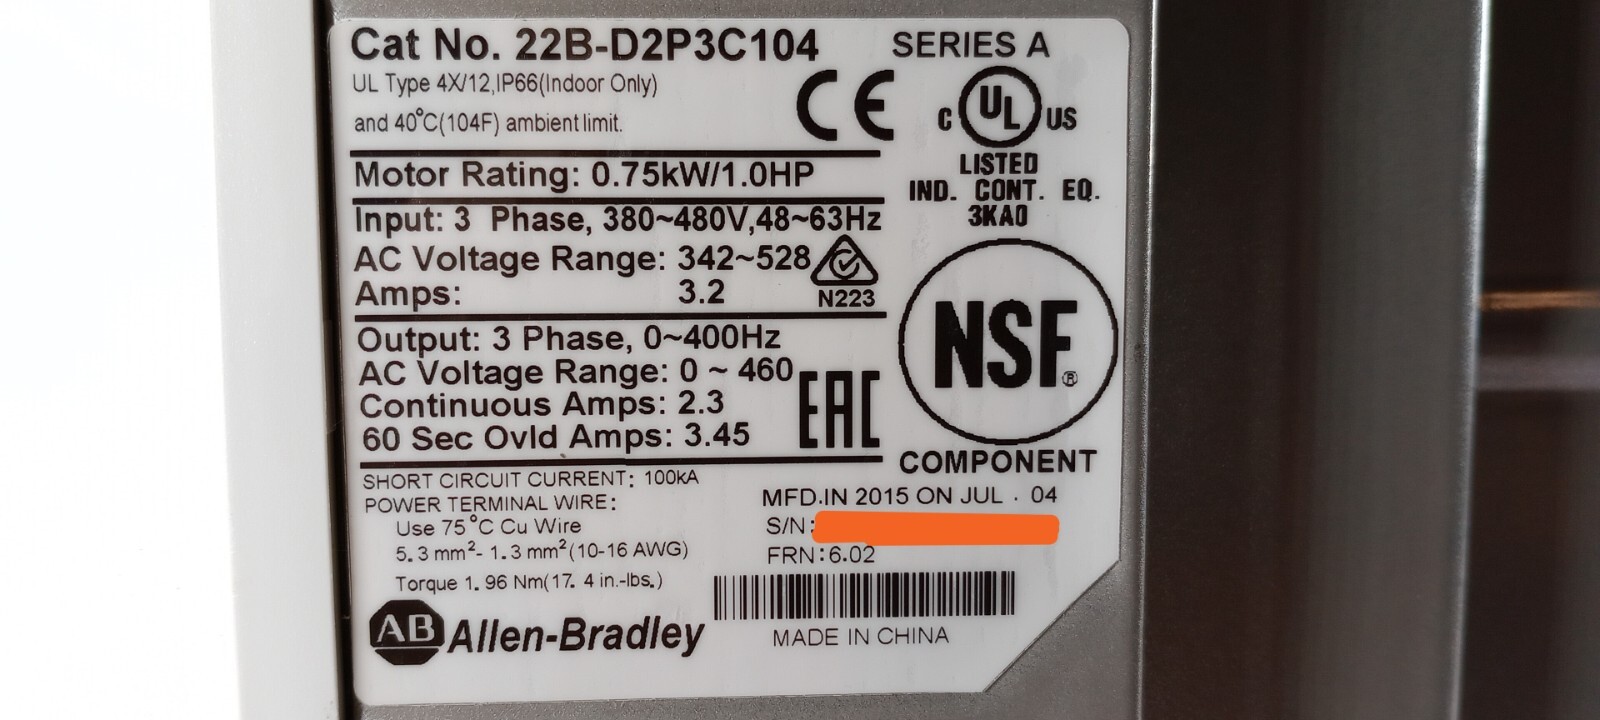 Cat No. 22B-D2P3C104 SERIES A
UL Type 4X/12,IP66(Indoor Only)
and 40°C(104F) ambient limit.
CE
C UL US
LISTED
IND. CONT. EQ.
3KA0
Motor Rating: 0.75kW/1.0HP
Input: 3 Phase, 380~480V,48~63Hz
AC Voltage Range: 342~528
Amps: 3.2
N223
NSF®
COMPONENT
Output: 3 Phase, 0~400Hz
AC Voltage Range: 0 ~ 460
Continuous Amps: 2.3
60 Sec Ovld Amps: 3.45
EAC
SHORT CIRCUIT CURRENT: 100kA
POWER TERMINAL WIRE:
Use 75°C Cu Wire
5.3 mm²- 1.3 mm²(10-16 AWG)
Torque 1.96 Nm(17.4 in.-lbs.)
MFD.IN 2015 ON JUL . 04
S/N:
FRN:6.02
AB Allen-Bradley
MADE IN CHINA